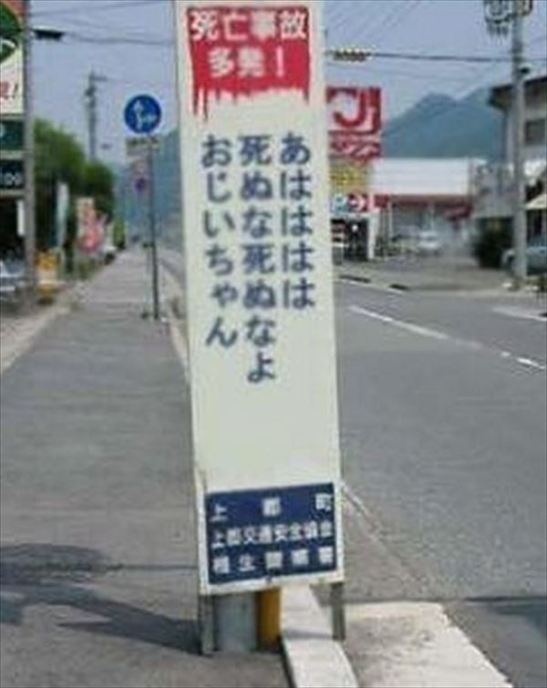 死亡事故
多発！
あはははは
死ぬな死ぬなよ
おじいちゃん
上郡町
上郡交通安全協会
相生警察署